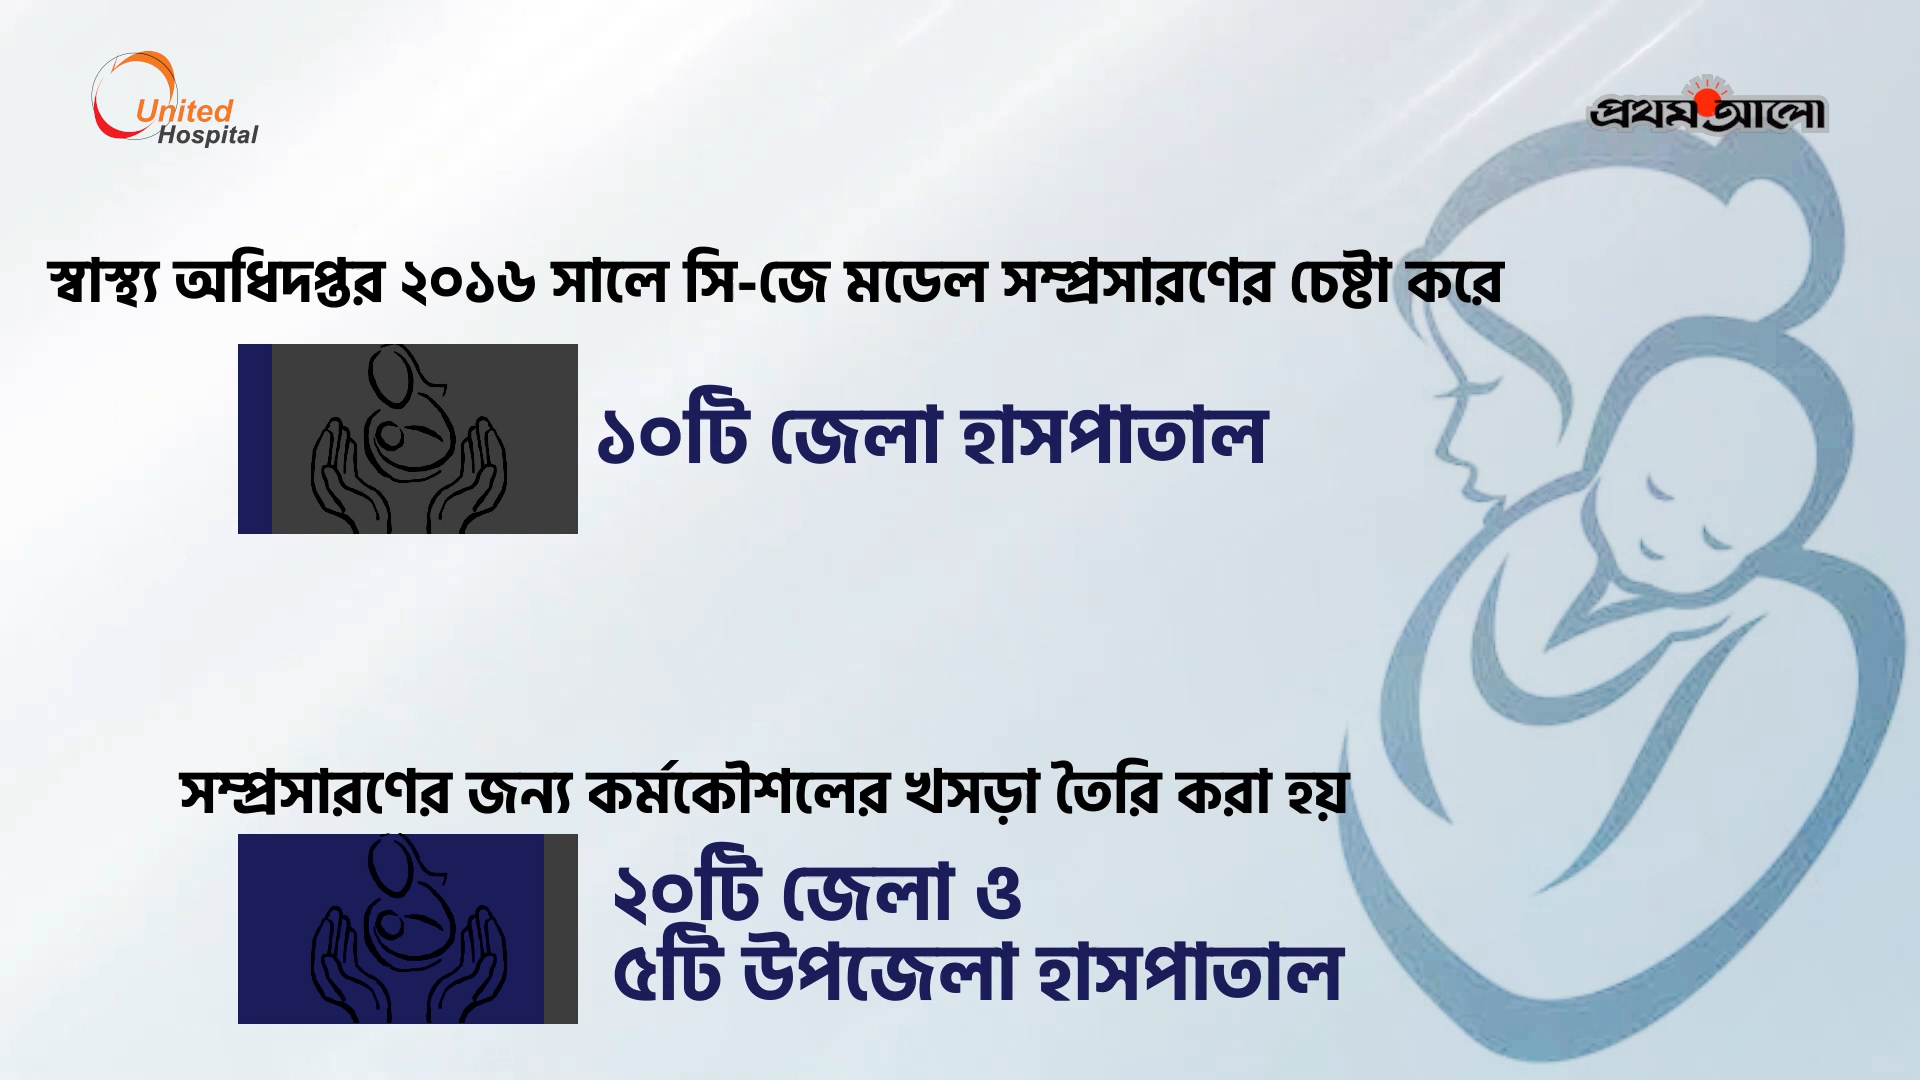 United
Hospital
প্রথম আলো
স্বাস্থ্য অধিদপ্তর ২০১৬ সালে সি-জে মডেল সম্প্রসারণের চেষ্টা করে
১০টি জেলা হাসপাতাল
সম্প্রসারণের জন্য কর্মকৌশলের খসড়া তৈরি করা হয়
২০টি জেলা ও
৫টি উপজেলা হাসপাতাল